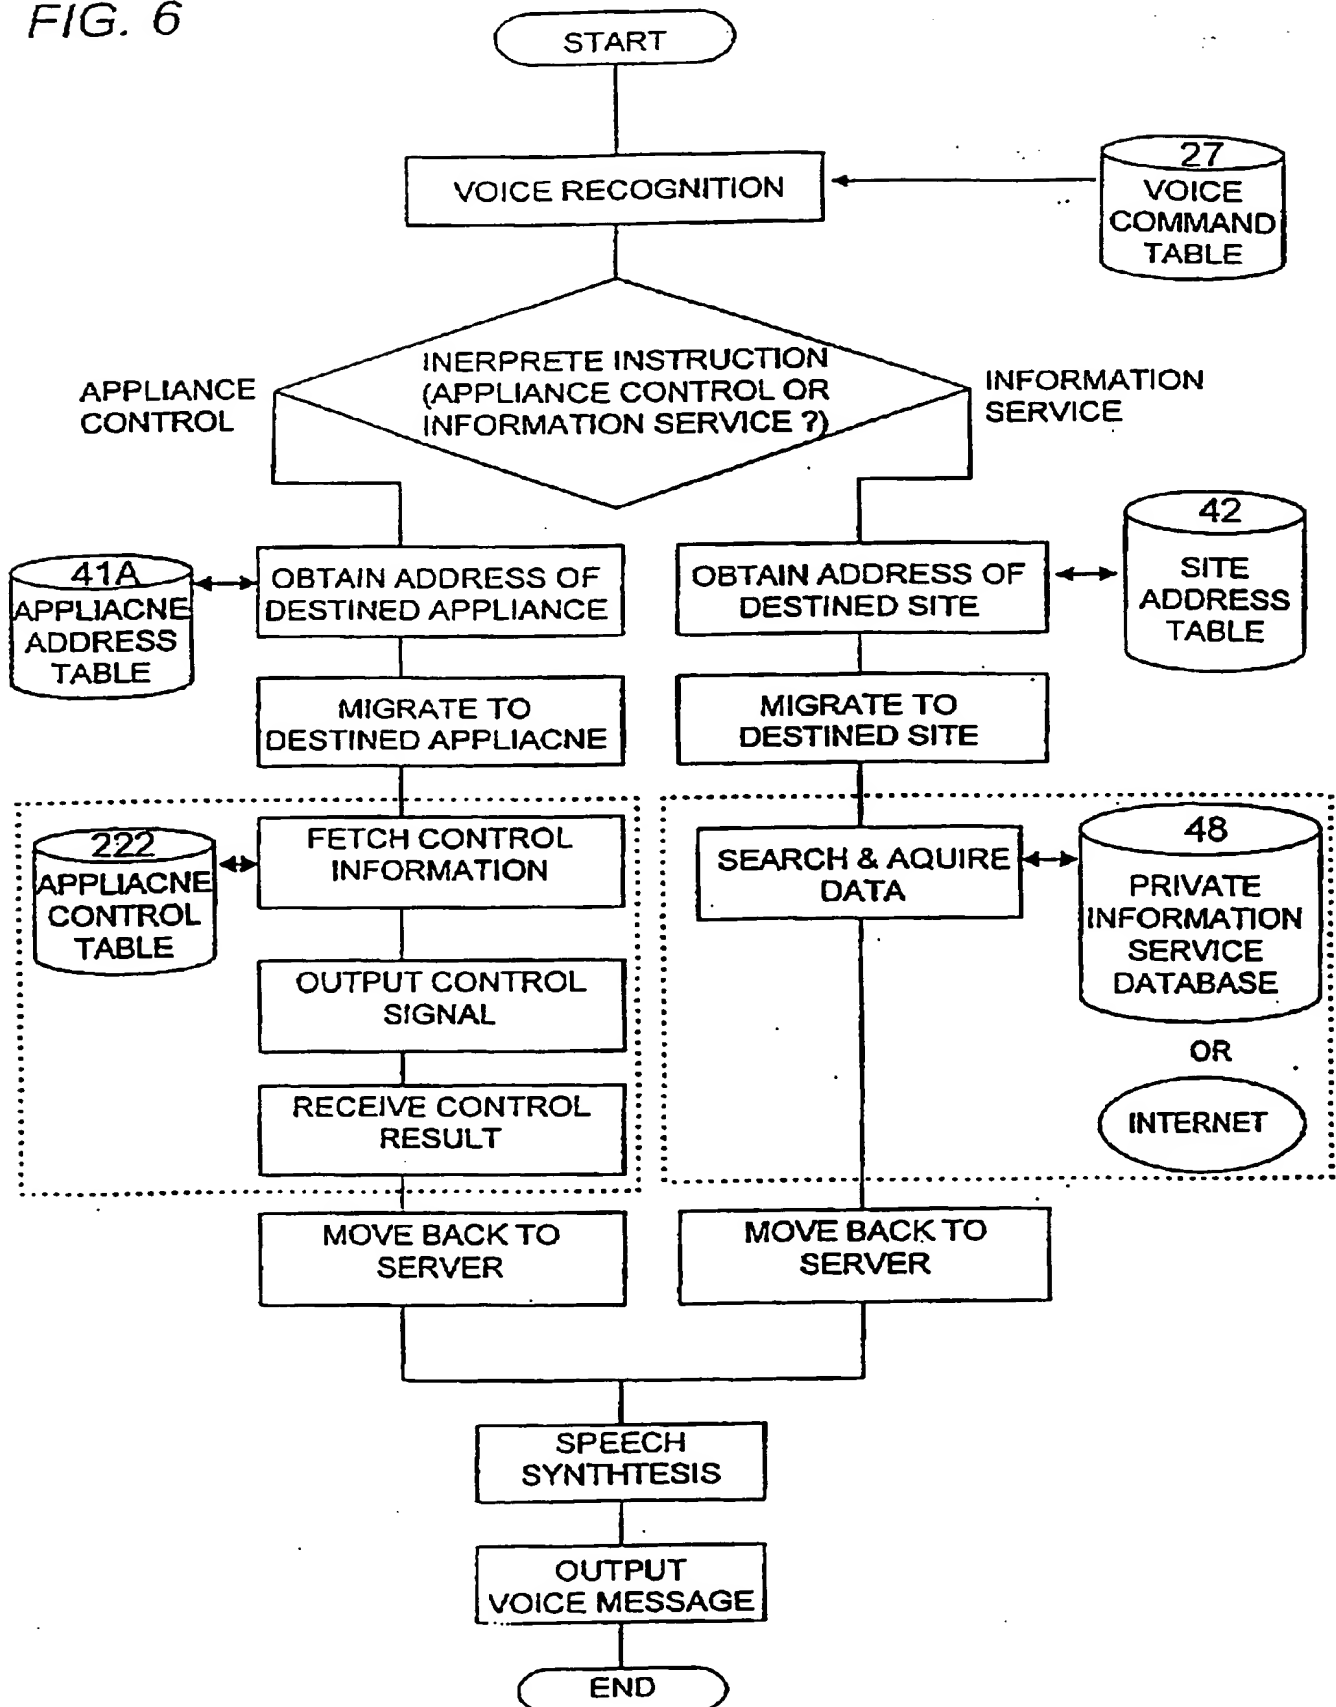 FIG. 6
START
VOICE RECOGNITION
27
VOICE
COMMAND
TABLE
INERPRETE INSTRUCTION
(APPLIANCE CONTROL OR
INFORMATION SERVICE ?)
APPLIANCE
CONTROL
INFORMATION
SERVICE
41A
APPLIACNE
ADDRESS
TABLE
OBTAIN ADDRESS OF
DESTINED APPLIANCE
OBTAIN ADDRESS OF
DESTINED SITE
42
SITE
ADDRESS
TABLE
MIGRATE TO
DESTINED APPLIACNE
MIGRATE TO
DESTINED SITE
222
APPLIACNE
CONTROL
TABLE
FETCH CONTROL
INFORMATION
SEARCH & AQUIRE
DATA
48
PRIVATE
INFORMATION
SERVICE
DATABASE
OR
INTERNET
OUTPUT CONTROL
SIGNAL
RECEIVE CONTROL
RESULT
MOVE BACK TO
SERVER
MOVE BACK TO
SERVER
SPEECH
SYNTHTESIS
OUTPUT
VOICE MESSAGE
END